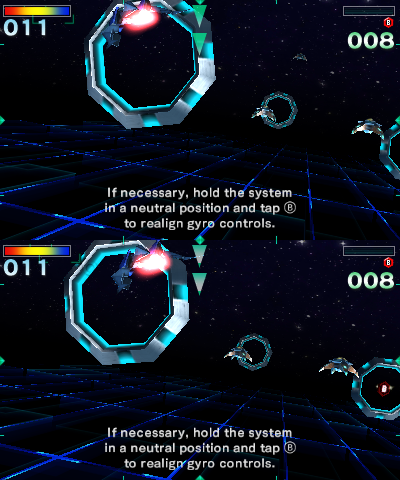 011
B
008
If necessary, hold the system
in a neutral position and tap Ⓑ
to realign gyro controls.
011
B
008
If necessary, hold the system
in a neutral position and tap Ⓑ
to realign gyro controls.